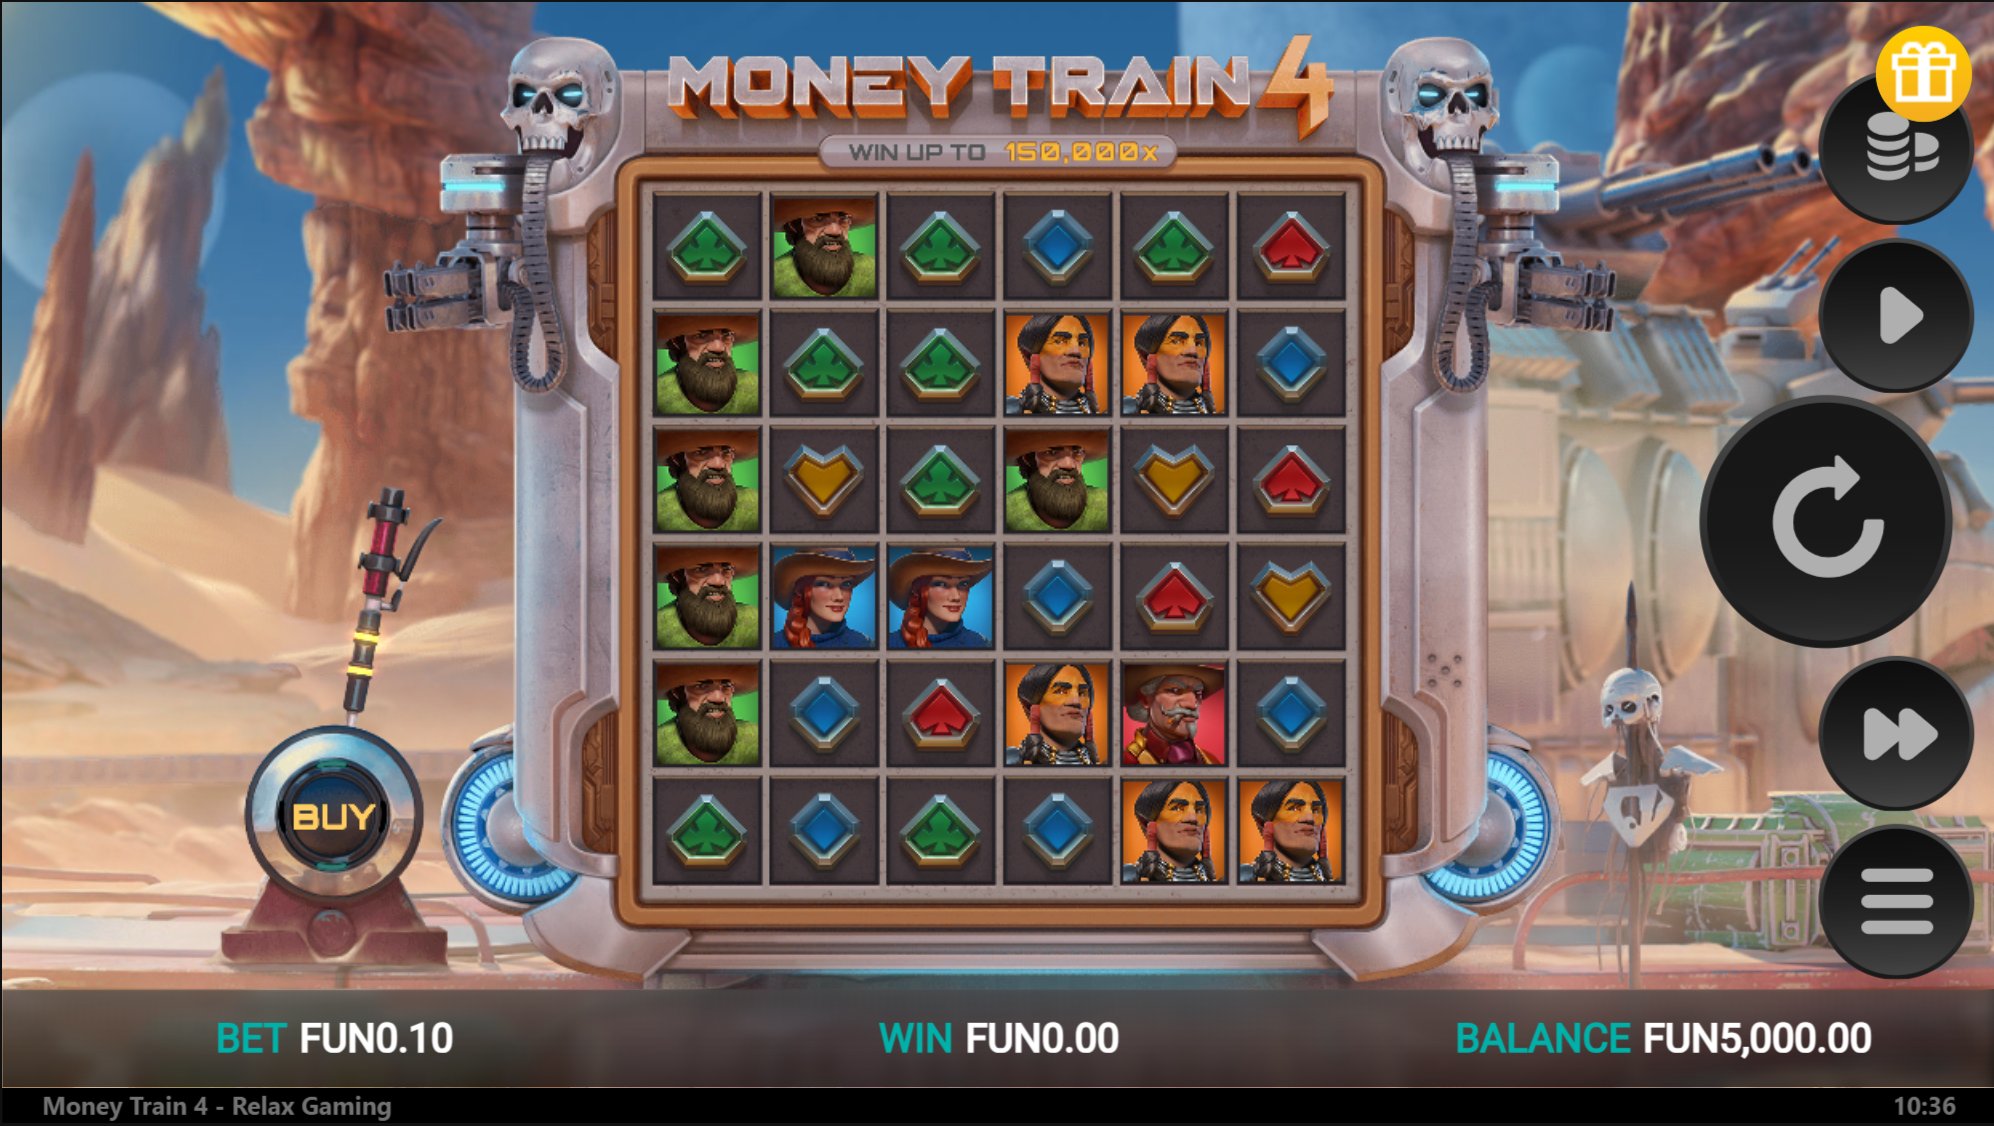 MONEY TRAIN 4
WIN UP TO 150,000x
BUY
BET FUN0.10
WIN FUN0.00
BALANCE FUN5,000.00
Money Train 4 - Relax Gaming
10:36